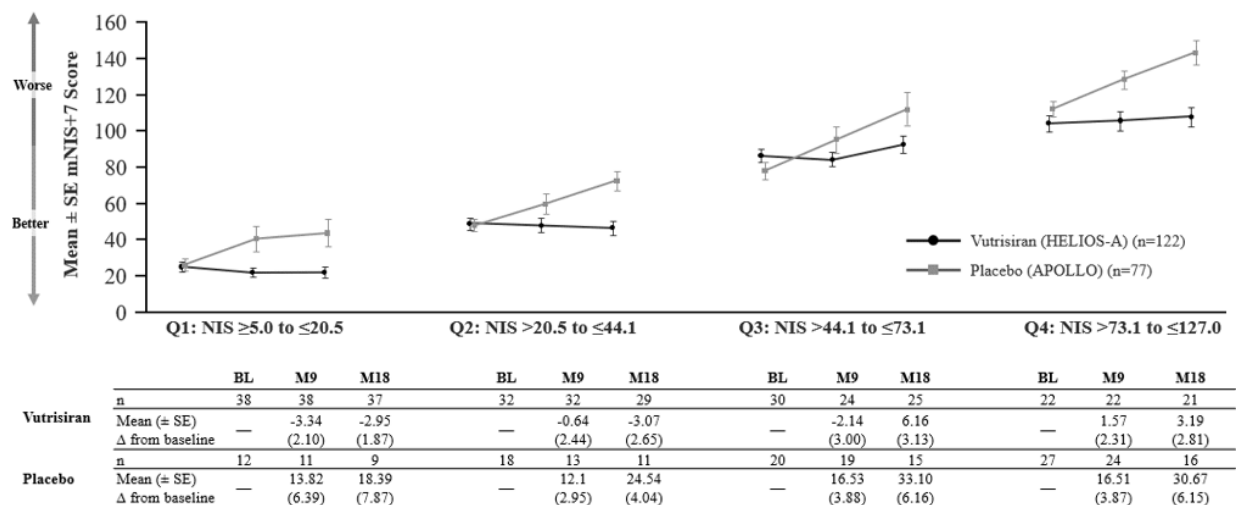 Worse
Better
Mean ± SE mNIS+7 Score
160
140
120
100
80
60
40
20
0
Vutrisiran (HELIOS-A) (n=122)
Placebo (APOLLO) (n=77)
Q1: NIS ≥5.0 to ≤20.5 Q2: NIS >20.5 to ≤44.1 Q3: NIS >44.1 to ≤73.1 Q4: NIS >73.1 to ≤127.0
BL M9 M18 BL M9 M18 BL M9 M18 BL M9 M18
n 38 38 37 32 32 29 30 24 25 22 22 21
Vutrisiran Mean (± SE) — -3.34 -2.95 — -0.64 -3.07 — -2.14 6.16 — 1.57 3.19
Δ from baseline (2.10) (1.87) (2.44) (2.65) (3.00) (3.13) (2.31) (2.81)
n 12 11 9 18 13 11 20 19 15 27 24 16
Placebo Mean (± SE) — 13.82 18.39 — 12.1 24.54 — 16.53 33.10 — 16.51 30.67
Δ from baseline (6.39) (7.87) (2.95) (4.04) (3.88) (6.16) (3.87) (6.15)